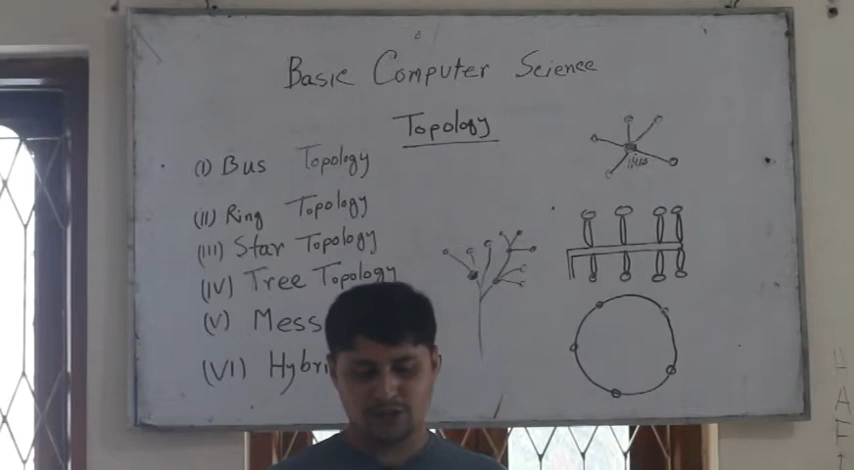 Basic Computer Science
Topology
(I) Bus Topology
(II) Ring Topology
(III) Star Topology
(IV) Tree Topology
(V) Mess
(VI) Hybri